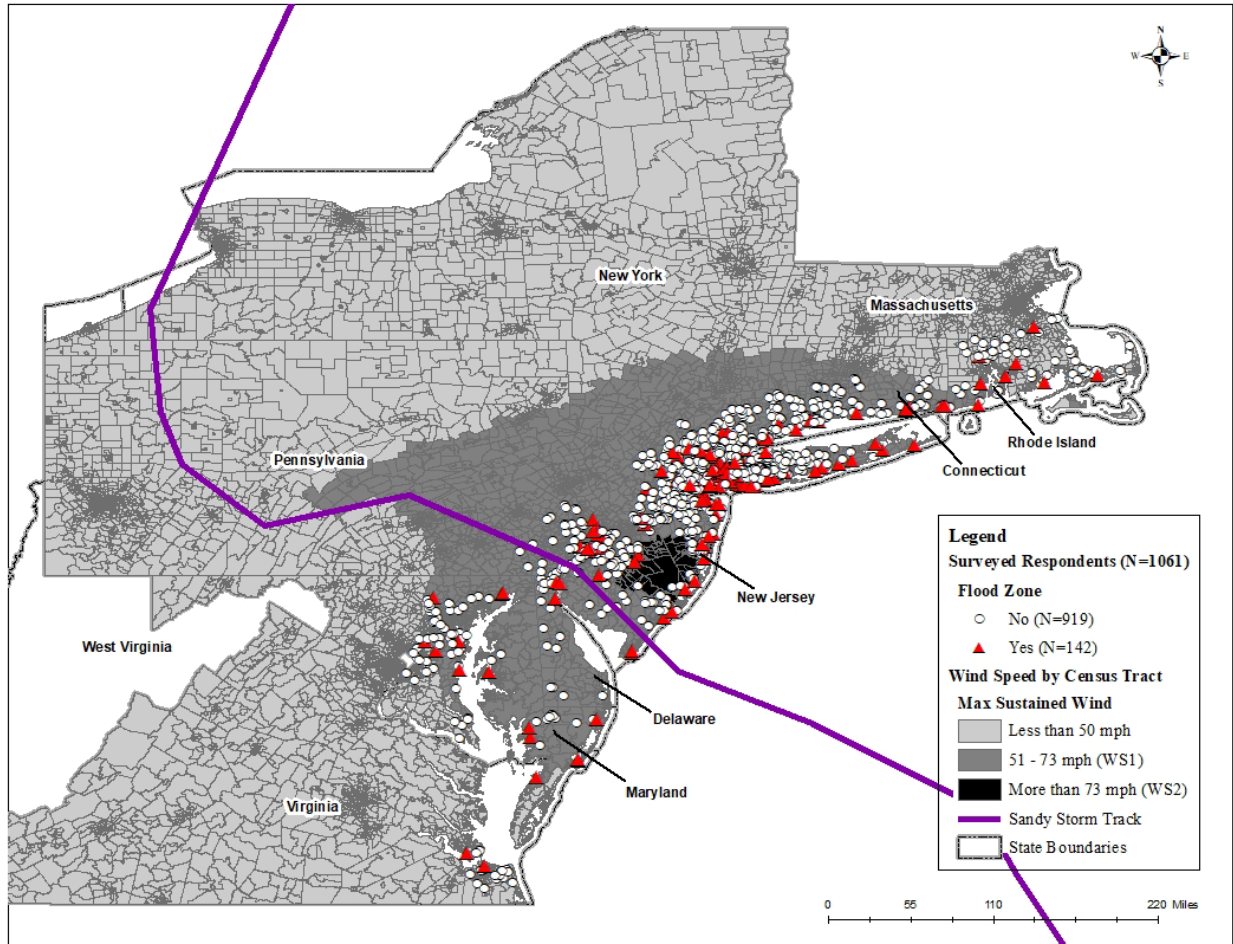 N
W E
S
New York
Massachusetts
Rhode Island
Connecticut
Pennsylvania
New Jersey
West Virginia
Delaware
Maryland
Virginia
Legend
Surveyed Respondents (N=1061)
Flood Zone
No (N=919)
Yes (N=142)
Wind Speed by Census Tract
Max Sustained Wind
Less than 50 mph
51 - 73 mph (WS1)
More than 73 mph (WS2)
Sandy Storm Track
State Boundaries
0 55 110 220 Miles